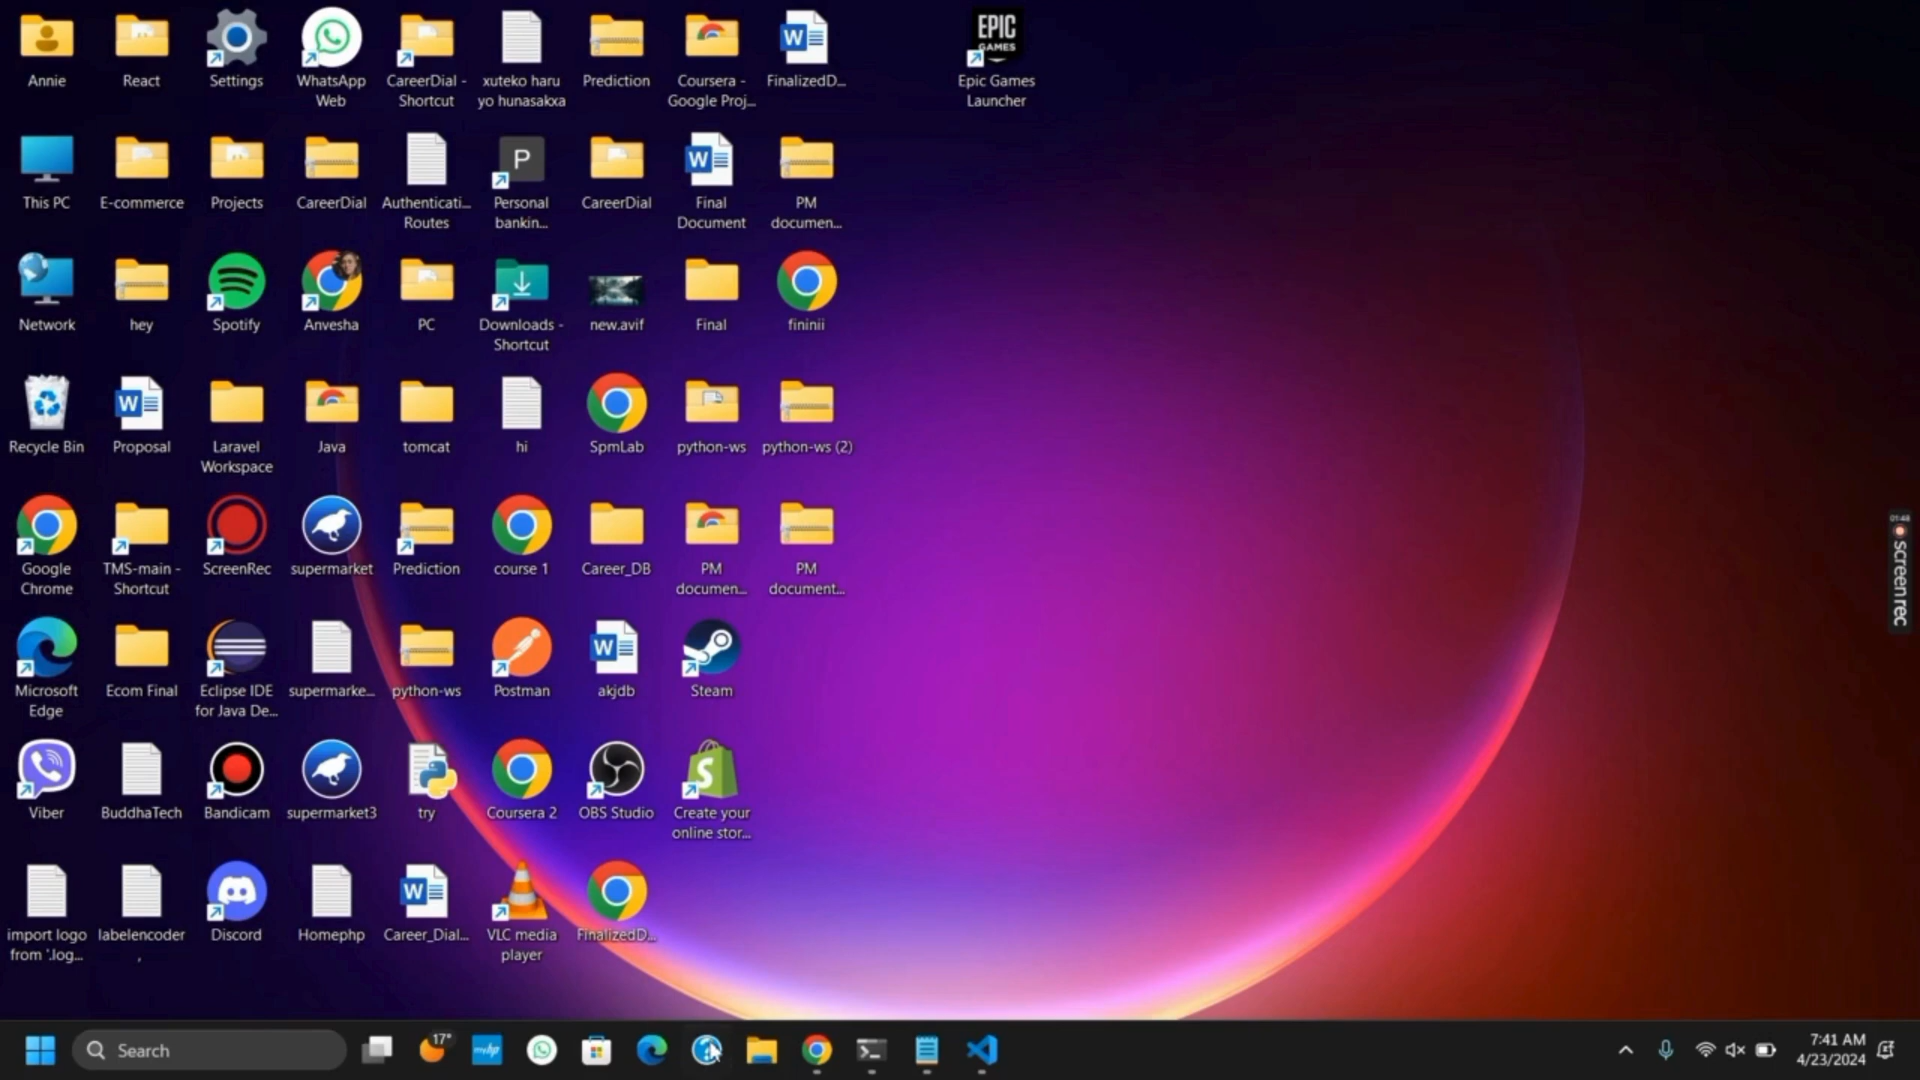 Annie
React
Settings
WhatsApp
Web
CareerDial -
Shortcut
xuteko haru
yo hunasakxa
Prediction
Coursera -
Google Proj...
W
FinalizedD...
EPIC
GAMES
Epic Games
Launcher
This PC
E-commerce
Projects
CareerDial
Authenticati...
Routes
P
Personal
bankin...
CareerDial
W
Final
Document
PM
documen...
Network
hey
Spotify
Anvesha
PC
Downloads -
Shortcut
new.avif
Final
fininii
Recycle Bin
W
Proposal
Laravel
Workspace
Java
tomcat
hi
SpmLab
python-ws
python-ws (2)
Google
Chrome
TMS-main -
Shortcut
ScreenRec
supermarket
Prediction
course 1
Career_DB
PM
documen...
PM
document...
01:46
screenrec
Microsoft
Edge
Ecom Final
Eclipse IDE
for Java De...
supermarke...
python-ws
Postman
W
akjdb
Steam
Viber
BuddhaTech
Bandicam
supermarket3
try
Coursera 2
OBS Studio
S
Create your
online stor...
import logo
from '.log...
labelencoder
,
Discord
Homephp
W
Career_Dial...
VLC media
player
FinalizedD...
Search
17°
myhp
7:41 AM
4/23/2024